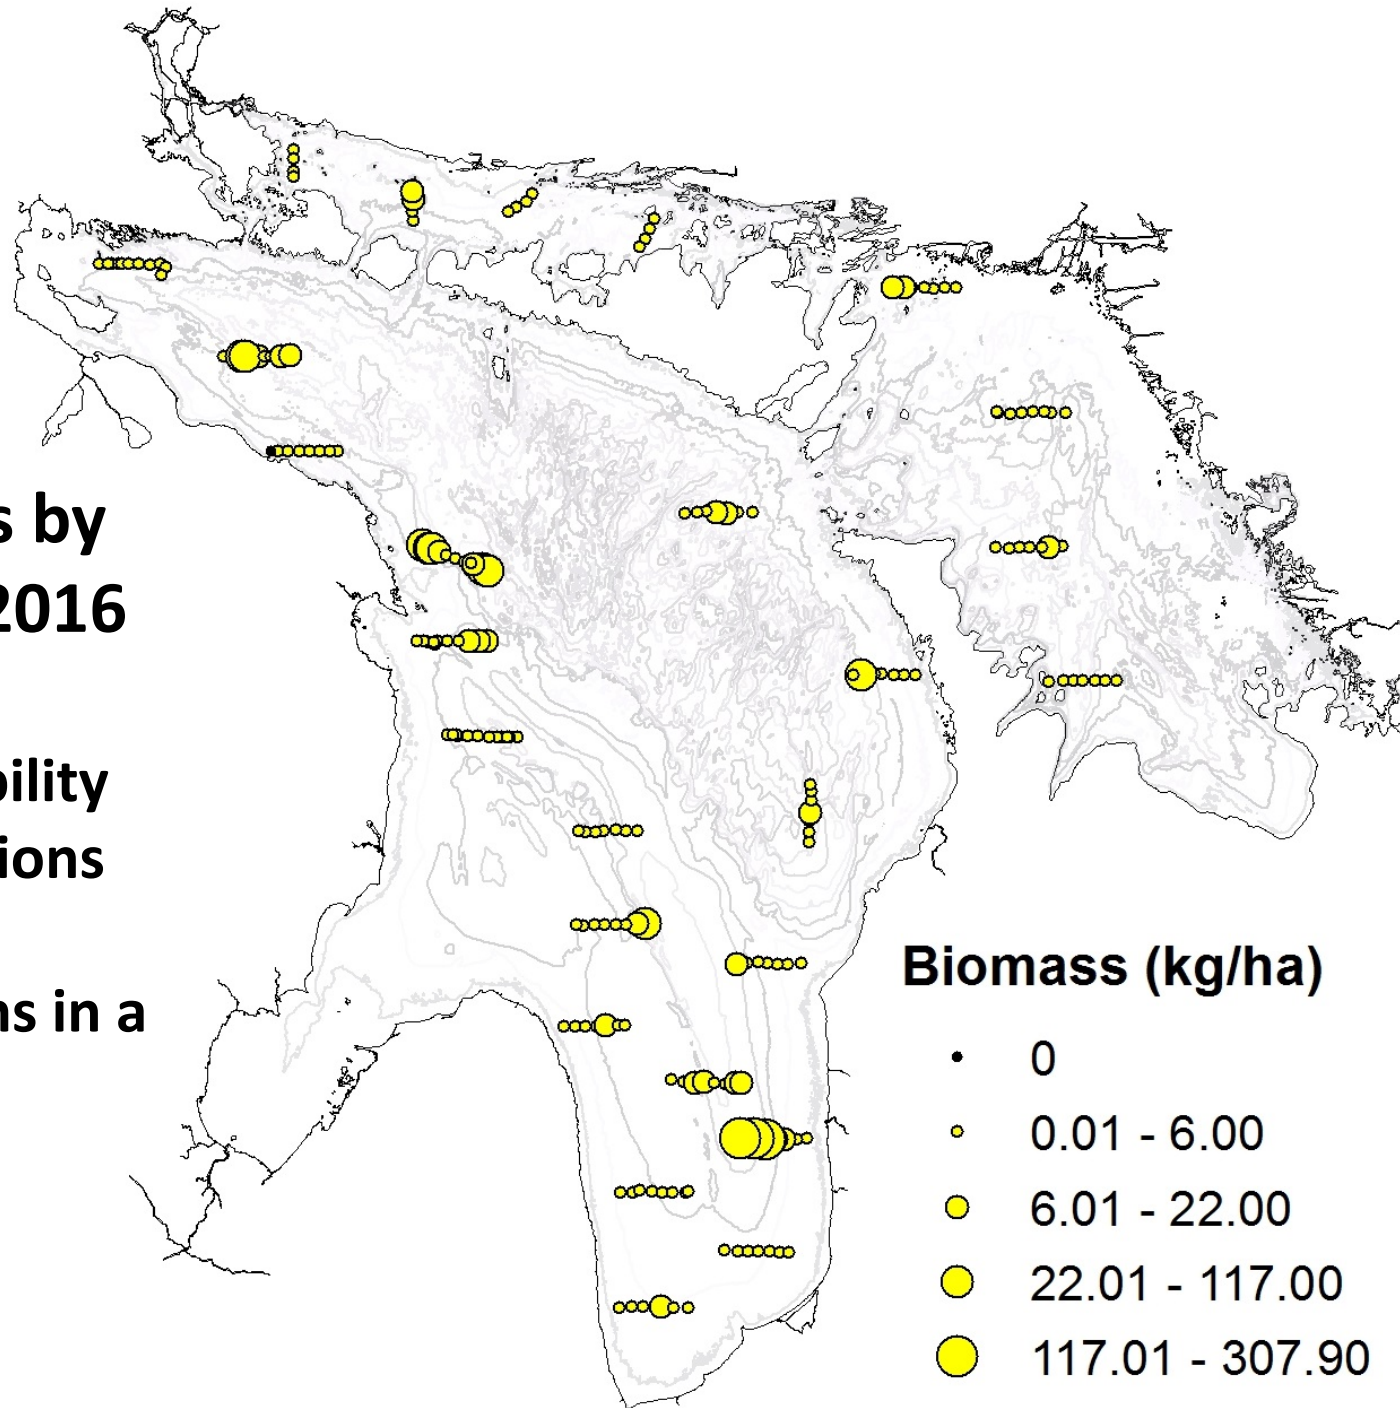 s by
2016
bility
tions
ns in a
Biomass (kg/ha)
0
0.01 - 6.00
6.01 - 22.00
22.01 - 117.00
117.01 - 307.90